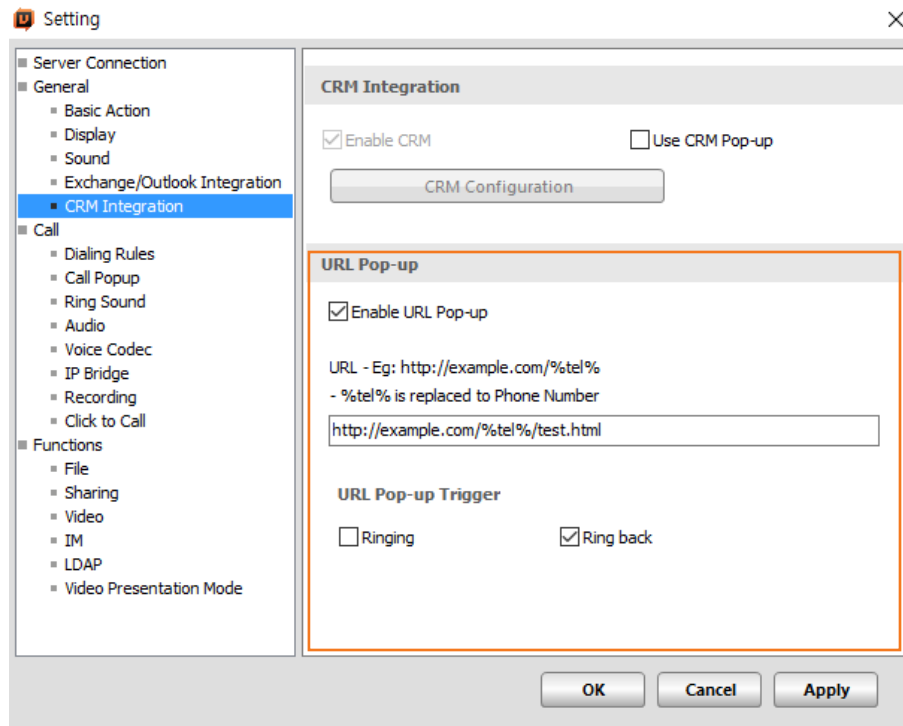 Setting
Server Connection
General
Basic Action
Display
Sound
Exchange/Outlook Integration
CRM Integration
Call
Dialing Rules
Call Popup
Ring Sound
Audio
Voice Codec
IP Bridge
Recording
Click to Call
Functions
File
Sharing
Video
IM
LDAP
Video Presentation Mode
CRM Integration
Enable CRM
Use CRM Pop-up
CRM Configuration
URL Pop-up
Enable URL Pop-up
URL - Eg: http://example.com/%tel%
- %tel% is replaced to Phone Number
http://example.com/%tel%/test.html
URL Pop-up Trigger
Ringing
Ring back
OK
Cancel
Apply